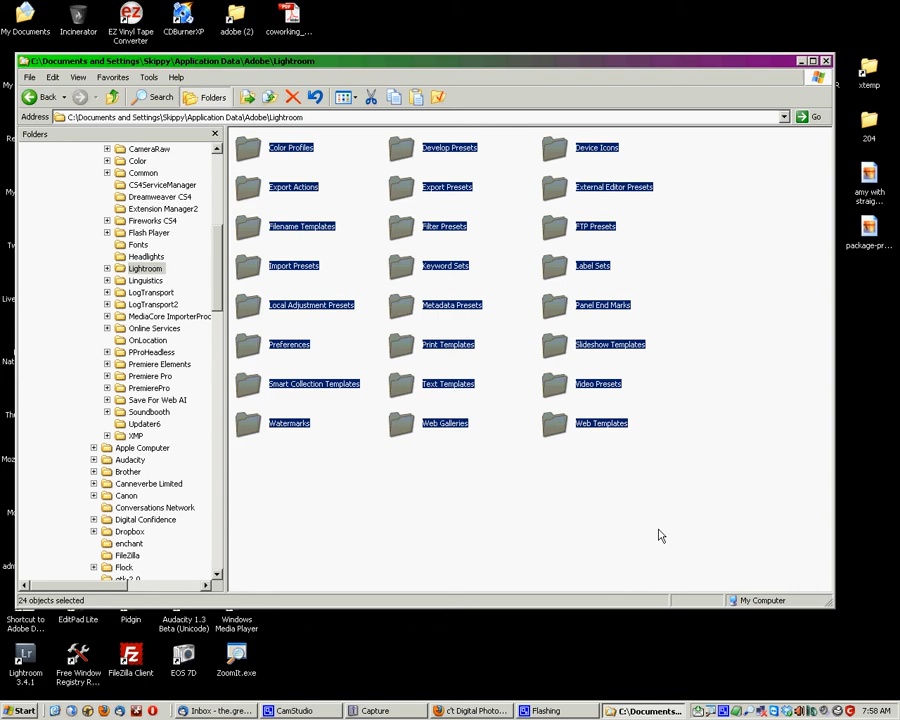 My Documents
Incinerator
EZ Vinyl Tape
Converter
CDBurnerXP
adobe (2)
coworking_...
C:\Documents and Settings\Skippy\Application Data\Adobe\Lightroom
File Edit View Favorites Tools Help
Back Search Folders
Address C:\Documents and Settings\Skippy\Application Data\Adobe\Lightroom Go
Folders
CameraRaw
Color
Common
CS4ServiceManager
Dreamweaver CS4
Extension Manager2
Fireworks CS4
Flash Player
Fonts
Headlights
Lightroom
Linguistics
LogTransport
LogTransport2
MediaCore ImporterProc
Online Services
OnLocation
PProHeadless
Premiere Elements
Premiere Pro
PremierePro
Save For Web AI
Soundbooth
Updater6
XMP
Apple Computer
Audacity
Brother
Canneverbe Limited
Canon
Conversations Network
Digital Confidence
Dropbox
enchant
FileZilla
Flock
Color Profiles Develop Presets Device Icons
Export Actions Export Presets External Editor Presets
Filename Templates Filter Presets FTP Presets
Import Presets Keyword Sets Label Sets
Local Adjustment Presets Metadata Presets Panel End Marks
Preferences Print Templates Slideshow Templates
Smart Collection Templates Text Templates Video Presets
Watermarks Web Galleries Web Templates
24 objects selected My Computer
xtemp
204
amy with
straig...
package-pr...
Shortcut to
Adobe D...
EditPad Lite
Pidgin
Audacity 1.3
Beta (Unicode)
Windows
Media Player
Lightroom
3.4.1
Free Window
Registry R...
FileZilla Client
EOS 7D
ZoomIt.exe
Start Inbox - the.gre... CamStudio Capture c't Digital Photo... Flashing C:\Documents... 7:58 AM